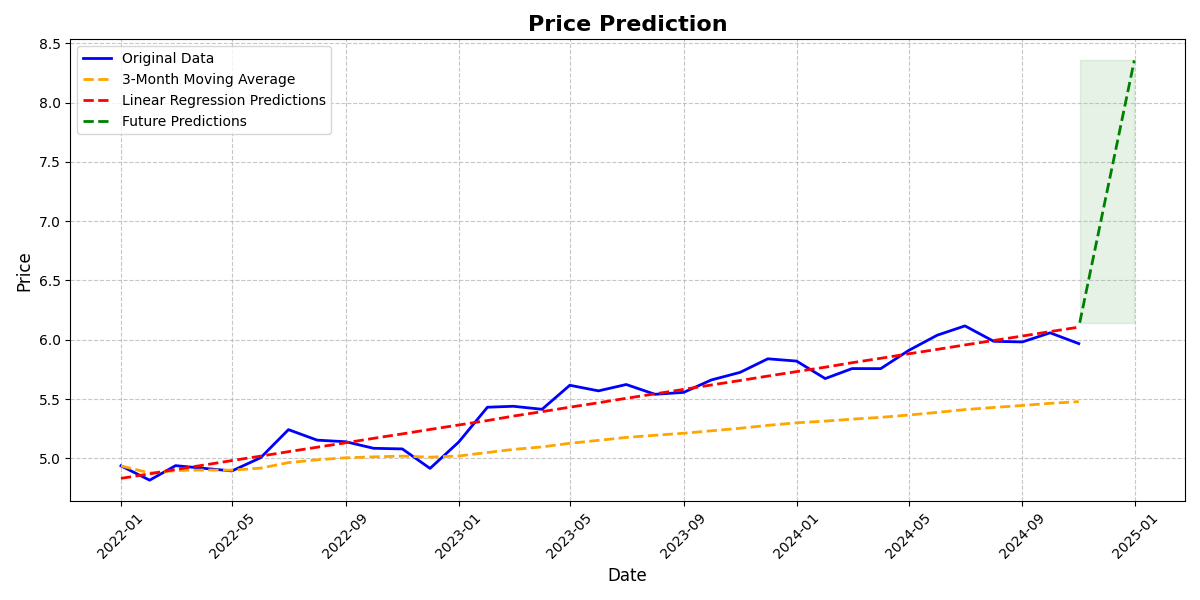 Price Prediction
Original Data
3-Month Moving Average
Linear Regression Predictions
Future Predictions
Price
8.5
8.0
7.5
7.0
6.5
6.0
5.5
5.0
2022-01
2022-05
2022-09
2023-01
2023-05
2023-09
2024-01
2024-05
2024-09
2025-01
Date